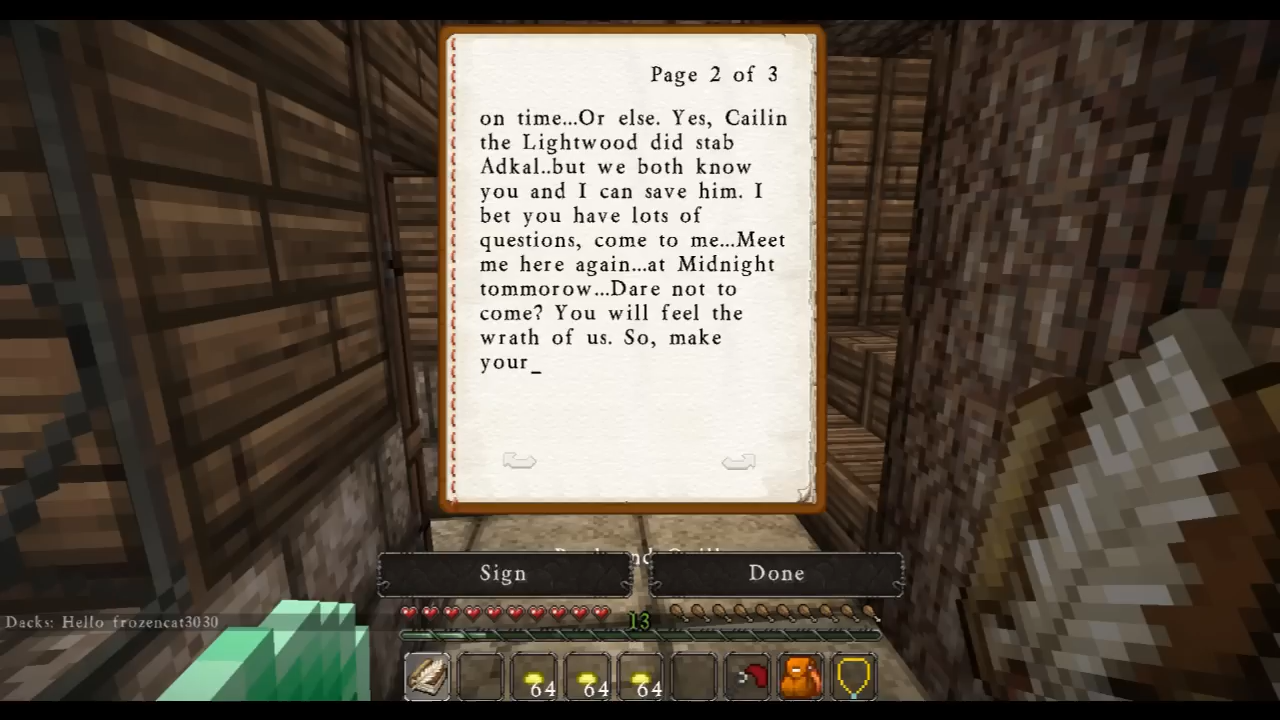 Page 2 of 3
on time...Or else. Yes, Cailin
the Lightwood did stab
Adkal..but we both know
you and I can save him. I
bet you have lots of
questions, come to me...Meet
me here again...at Midnight
tommorow...Dare not to
come? You will feel the
wrath of us. So, make
your_
Sign
Done
Dacks: Hello frozencat3030
13
64
64
64